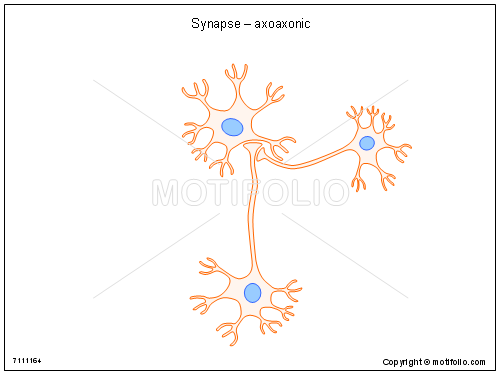 Synapse – axoaxonic
MOTIFOLIO
7111164
Copyright © motifolio.com